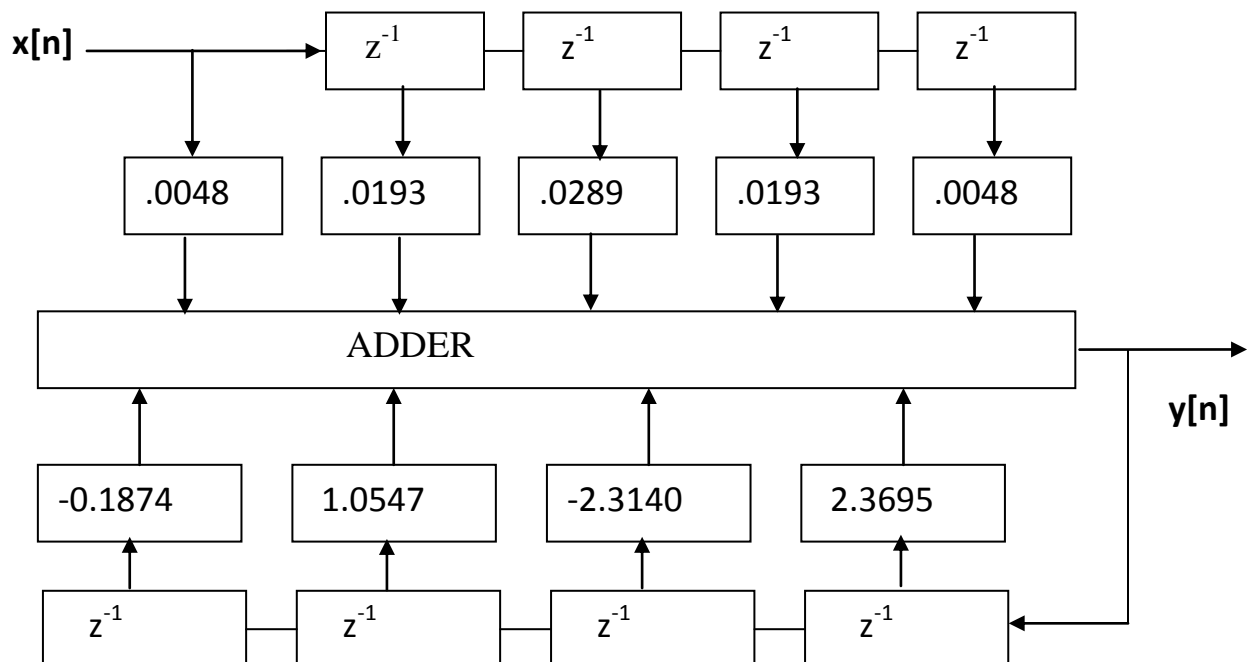 x[n] z⁻¹ z⁻¹ z⁻¹ z⁻¹
.0048 .0193 .0289 .0193 .0048
ADDER
y[n]
-0.1874 1.0547 -2.3140 2.3695
z⁻¹ z⁻¹ z⁻¹ z⁻¹